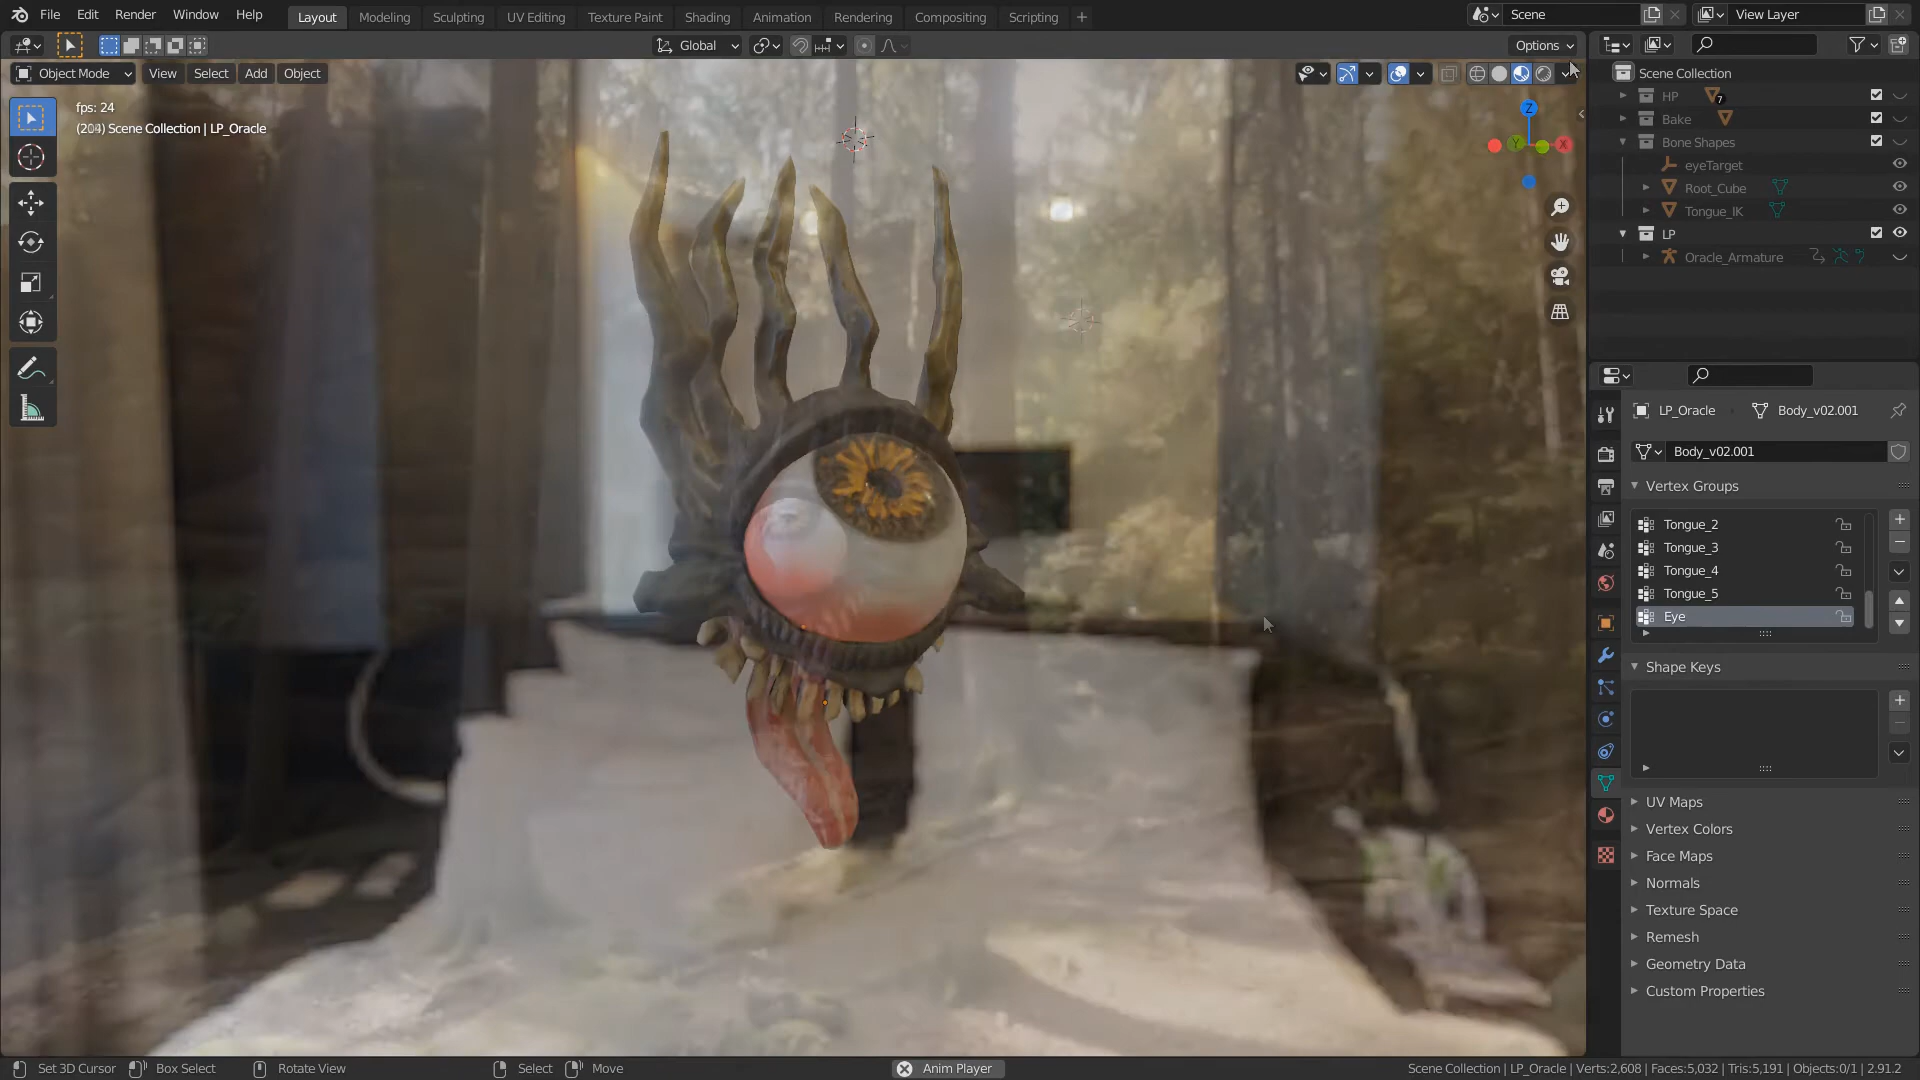 File Edit Render Window Help Layout Modeling Sculpting UV Editing Texture Paint Shading Animation Rendering Compositing Scripting + Scene View Layer
Global Options
Object Mode View Select Add Object
fps: 24
Scene Collection | LP_Oracle
Z
Y
X
Scene Collection
HP 7
Bake
Bone Shapes
eyeTarget
Root_Cube
Tongue_IK
LP
Oracle_Armature
LP_Oracle Body_v02.001
Body_v02.001
Vertex Groups
Tongue_2
Tongue_3
Tongue_4
Tongue_5
Eye
Shape Keys
UV Maps
Vertex Colors
Face Maps
Normals
Texture Space
Remesh
Geometry Data
Custom Properties
Set 3D Cursor Box Select Rotate View Select Move Anim Player Scene Collection | LP_Oracle | Verts:2,608 | Faces:5,032 | Tris:5,191 | Objects:0/1 | 2.91.2